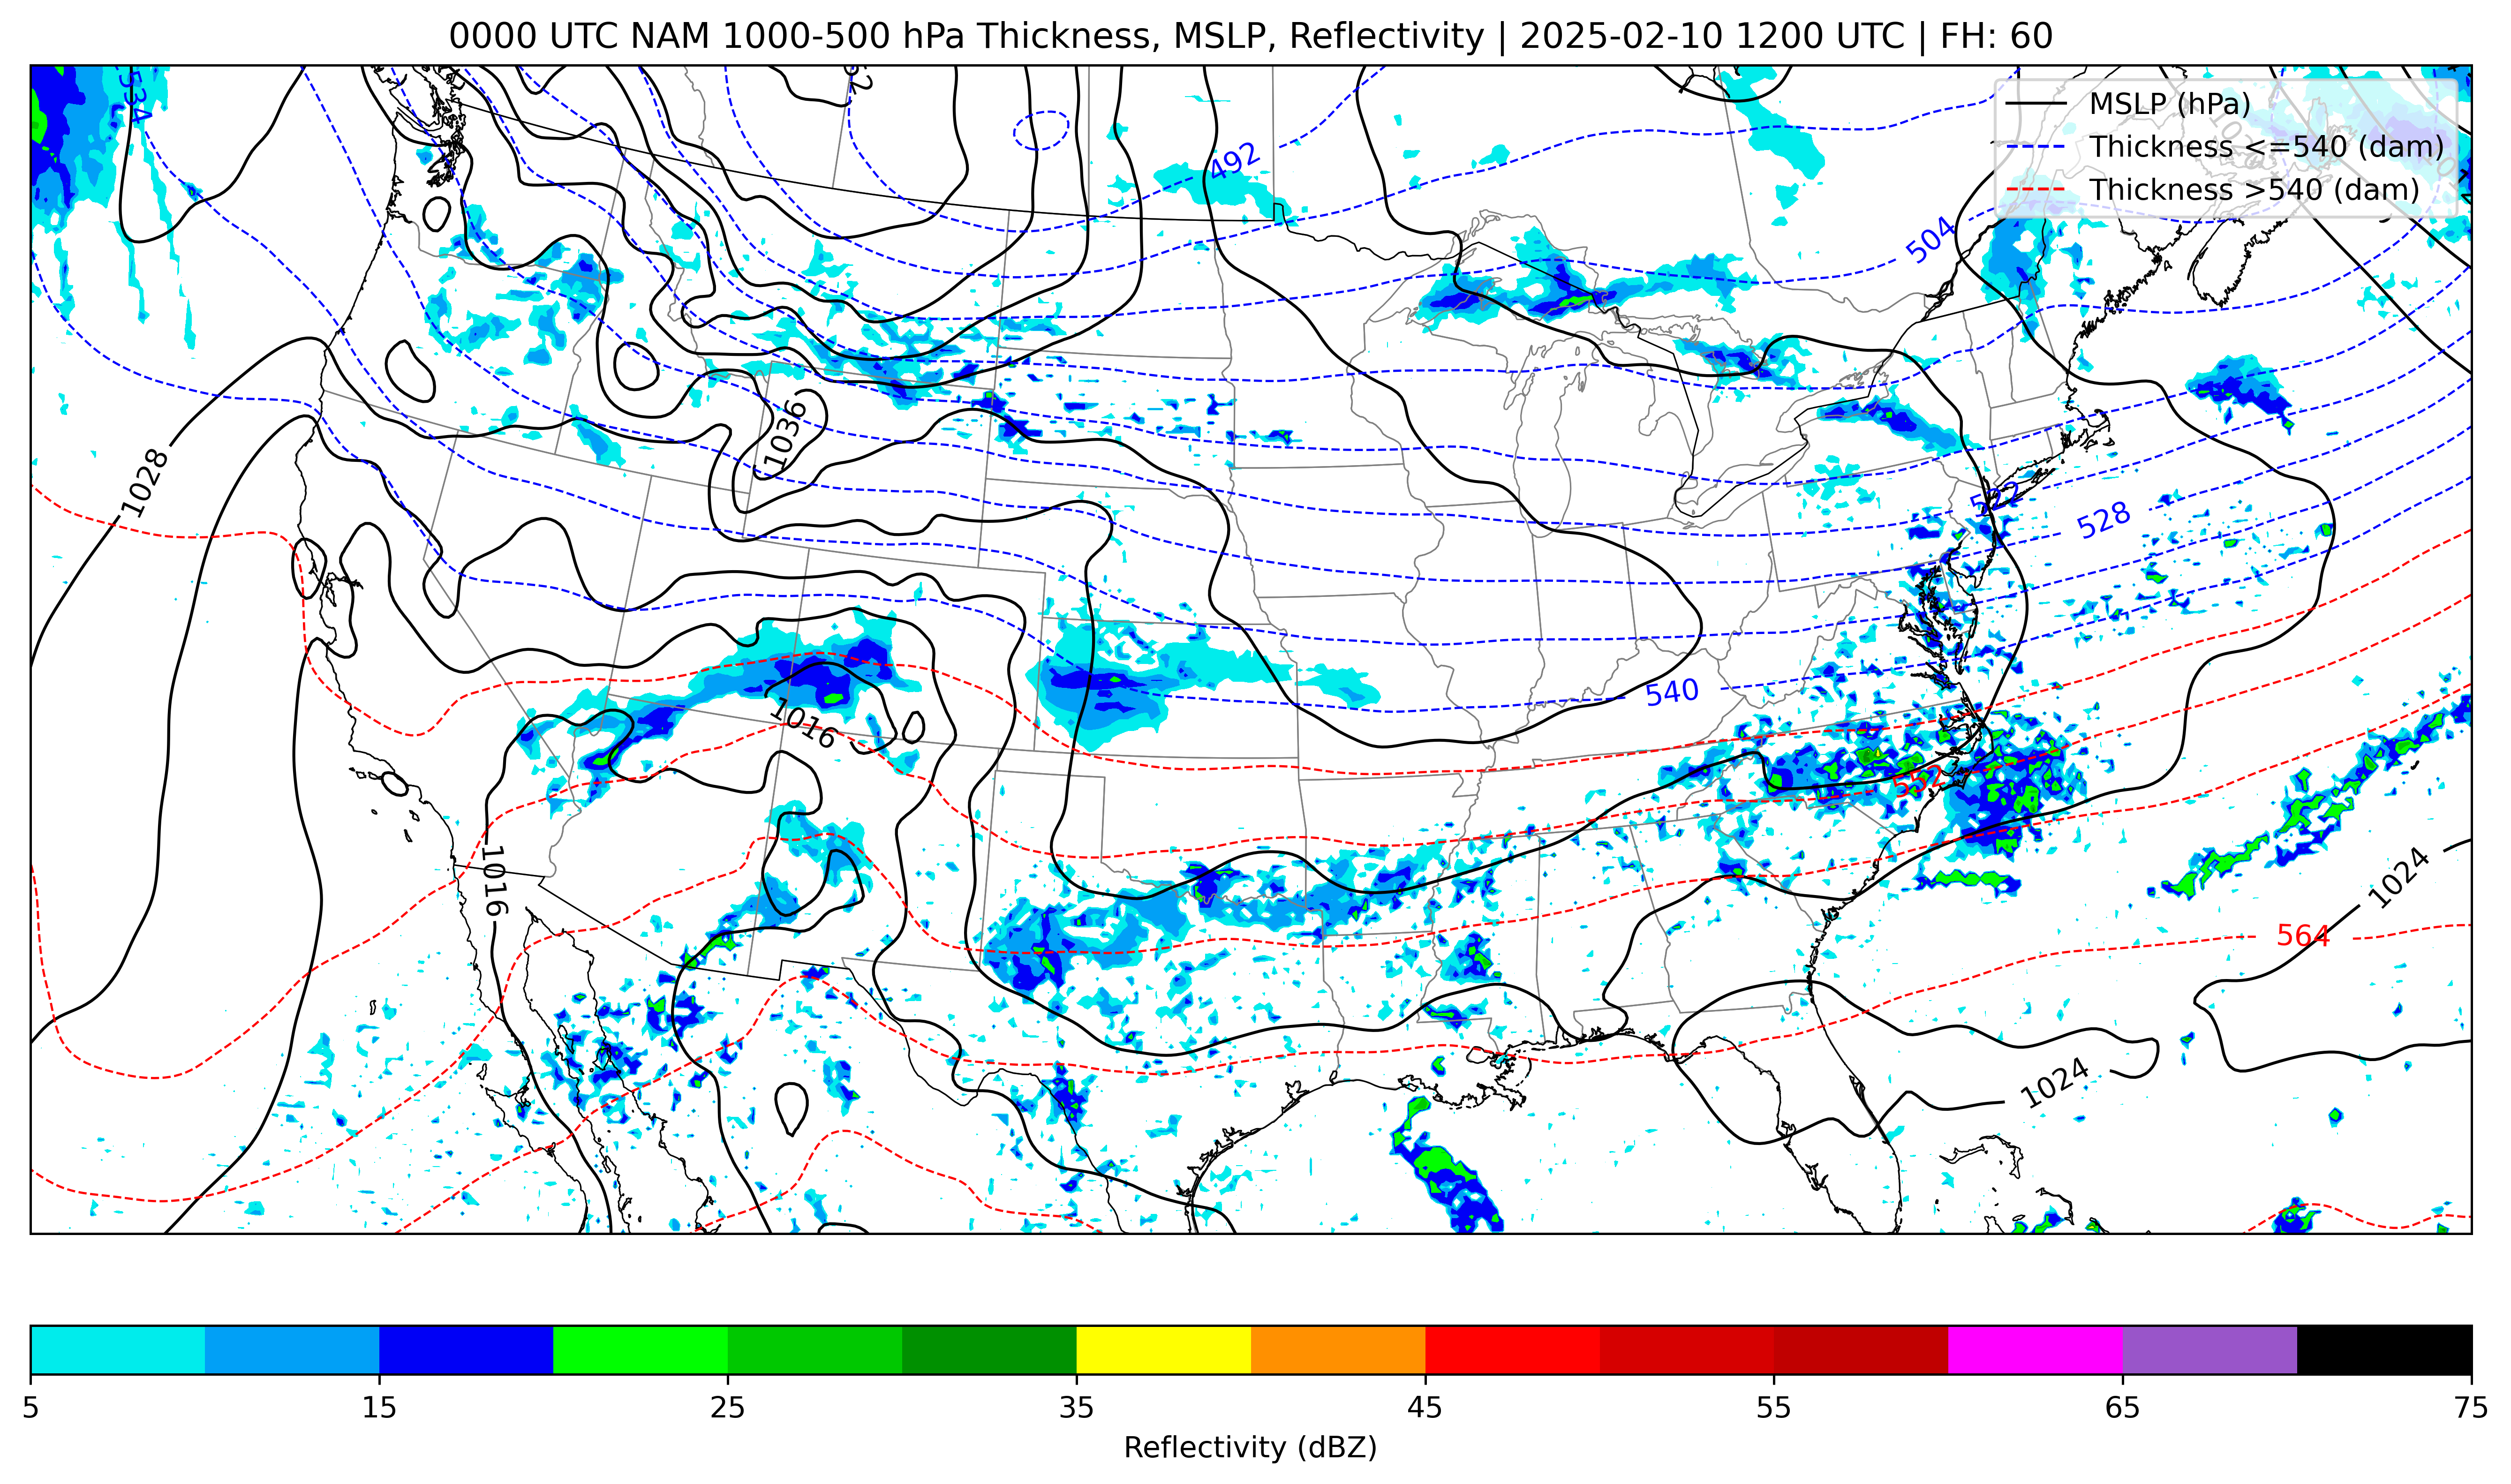 0000 UTC NAM 1000-500 hPa Thickness, MSLP, Reflectivity | 2025-02-10 1200 UTC | FH: 60
MSLP (hPa)
Thickness <=540 (dam)
Thickness >540 (dam)
534
492
504
1036
1028
522
528
540
1016
552
1016
1024
564
1024
5 15 25 35 45 55 65 75
Reflectivity (dBZ)